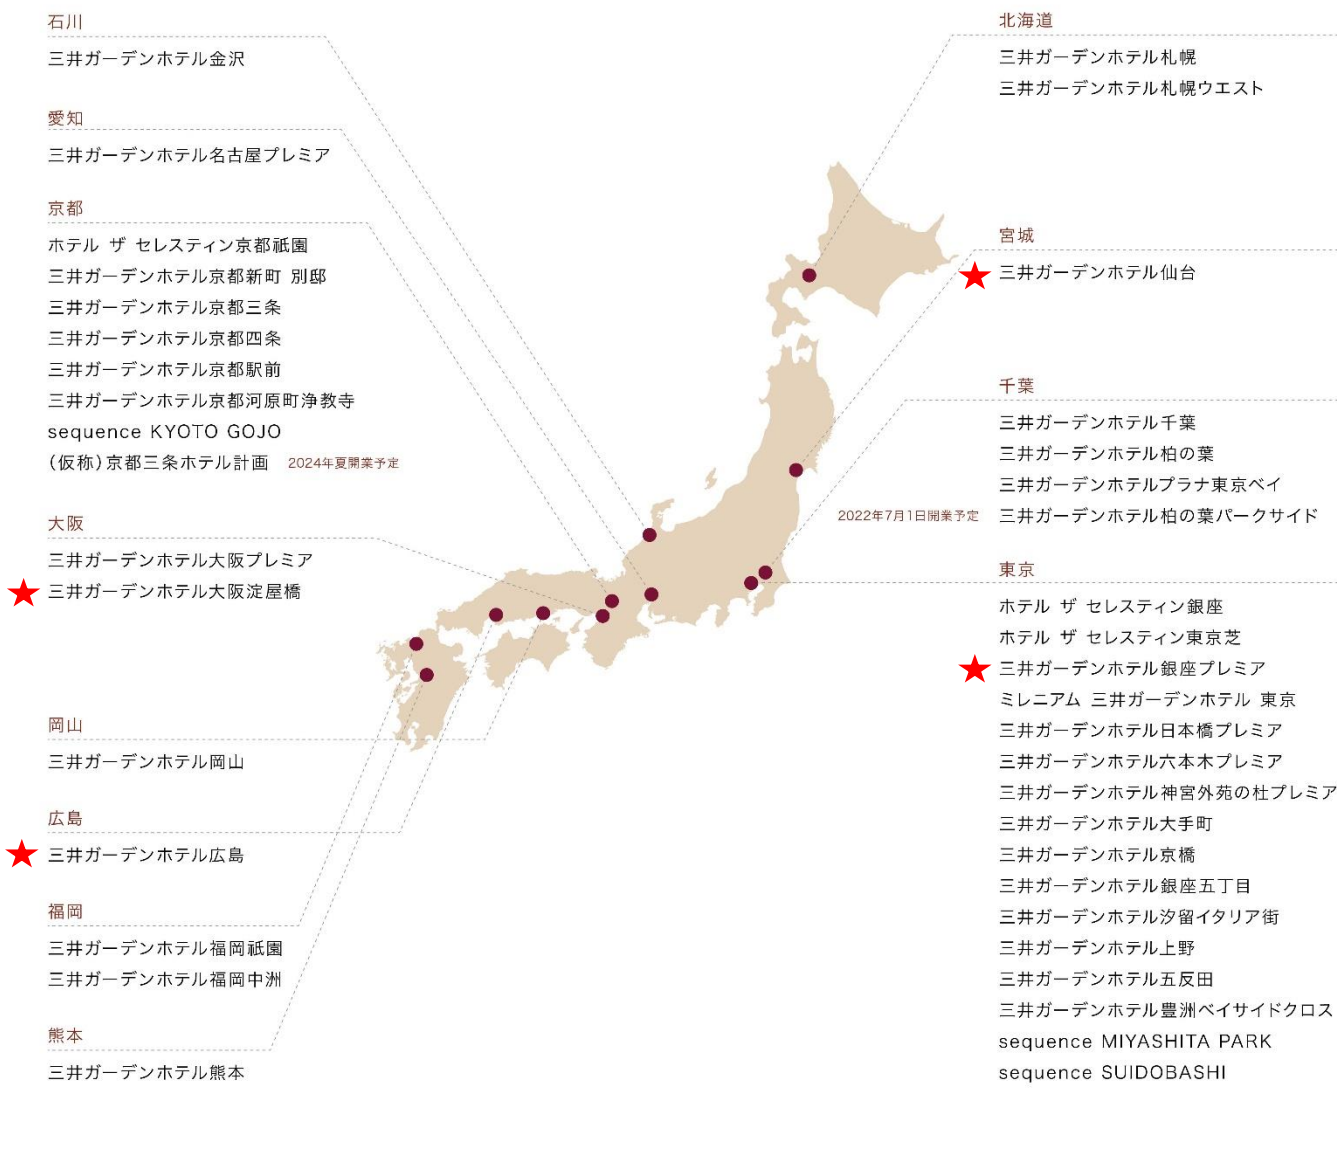 石川
三井ガーデンホテル金沢
愛知
三井ガーデンホテル名古屋プレミア
京都
ホテル ザ セレスティン京都祇園
三井ガーデンホテル京都新町 別邸
三井ガーデンホテル京都三条
三井ガーデンホテル京都四条
三井ガーデンホテル京都駅前
三井ガーデンホテル京都河原町浄教寺
sequence KYOTO GOJO
(仮称)京都三条ホテル計画 2024年夏開業予定
大阪
三井ガーデンホテル大阪プレミア
三井ガーデンホテル大阪淀屋橋
岡山
三井ガーデンホテル岡山
広島
三井ガーデンホテル広島
福岡
三井ガーデンホテル福岡祇園
三井ガーデンホテル福岡中洲
熊本
三井ガーデンホテル熊本
北海道
三井ガーデンホテル札幌
三井ガーデンホテル札幌ウエスト
宮城
三井ガーデンホテル仙台
千葉
三井ガーデンホテル千葉
三井ガーデンホテル柏の葉
三井ガーデンホテルプラナ東京ベイ
2022年7月1日開業予定 三井ガーデンホテル柏の葉パークサイド
東京
ホテル ザ セレスティン銀座
ホテル ザ セレスティン東京芝
三井ガーデンホテル銀座プレミア
ミレニアム 三井ガーデンホテル 東京
三井ガーデンホテル日本橋プレミア
三井ガーデンホテル六本木プレミア
三井ガーデンホテル神宮外苑の杜プレミア
三井ガーデンホテル大手町
三井ガーデンホテル京橋
三井ガーデンホテル銀座五丁目
三井ガーデンホテル汐留イタリア街
三井ガーデンホテル上野
三井ガーデンホテル五反田
三井ガーデンホテル豊洲ベイサイドクロス
sequence MIYASHITA PARK
sequence SUIDOBASHI